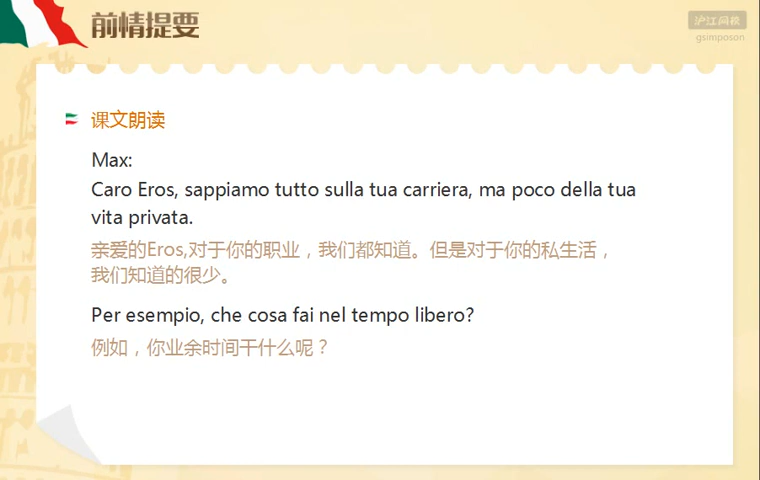 前情提要
沪江网校
gsimposon
课文朗读
Max:
Caro Eros, sappiamo tutto sulla tua carriera, ma poco della tua
vita privata.
亲爱的Eros,对于你的职业，我们都知道。但是对于你的私生活，
我们知道的很少。
Per esempio, che cosa fai nel tempo libero?
例如，你业余时间干什么呢？